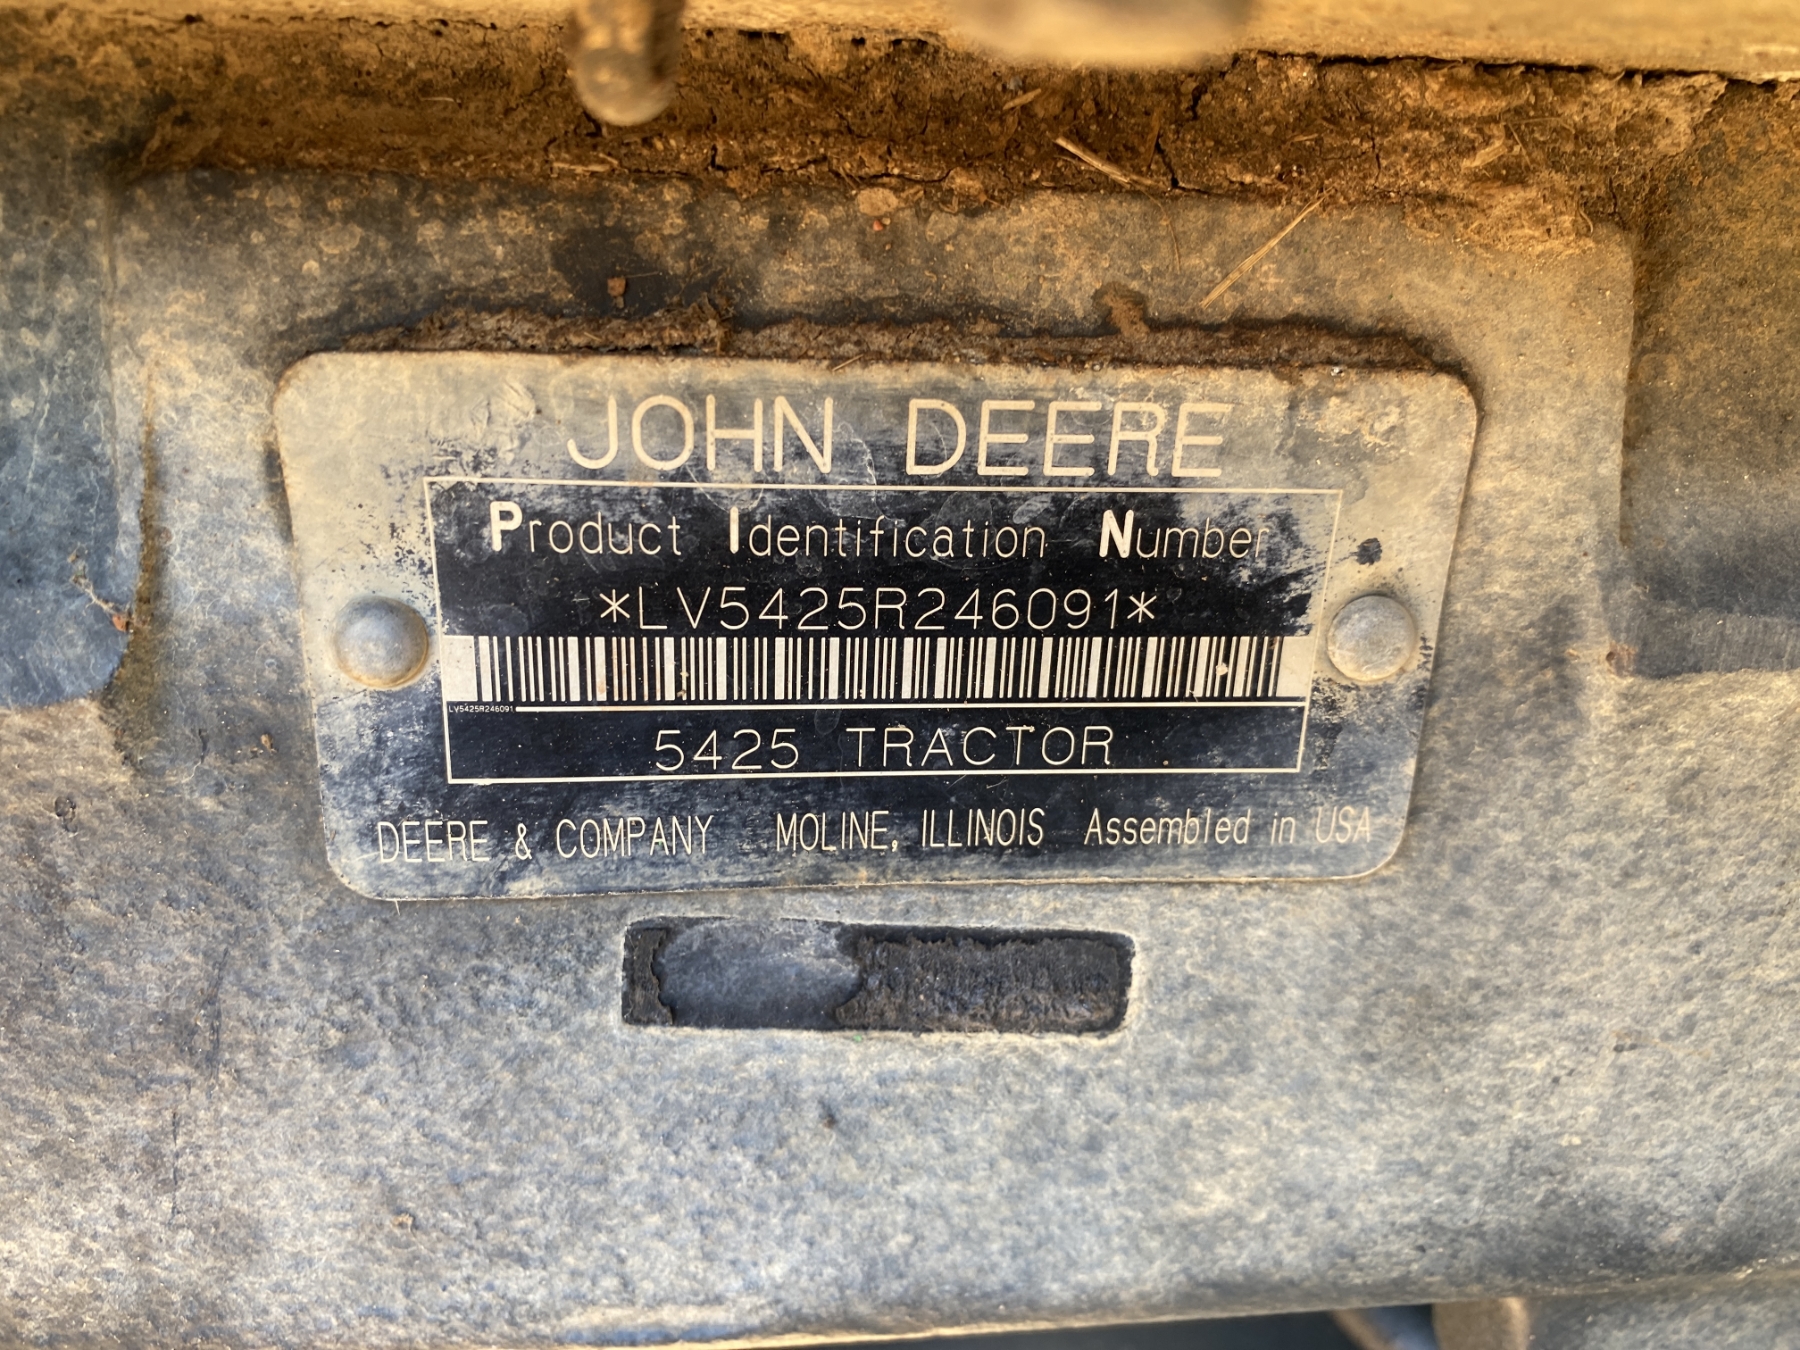 JOHN DEERE
Product Identification Number
*LV5425R246091*
LV5425R246091
5425 TRACTOR
DEERE & COMPANY MOLINE, ILLINOIS Assembled in USA